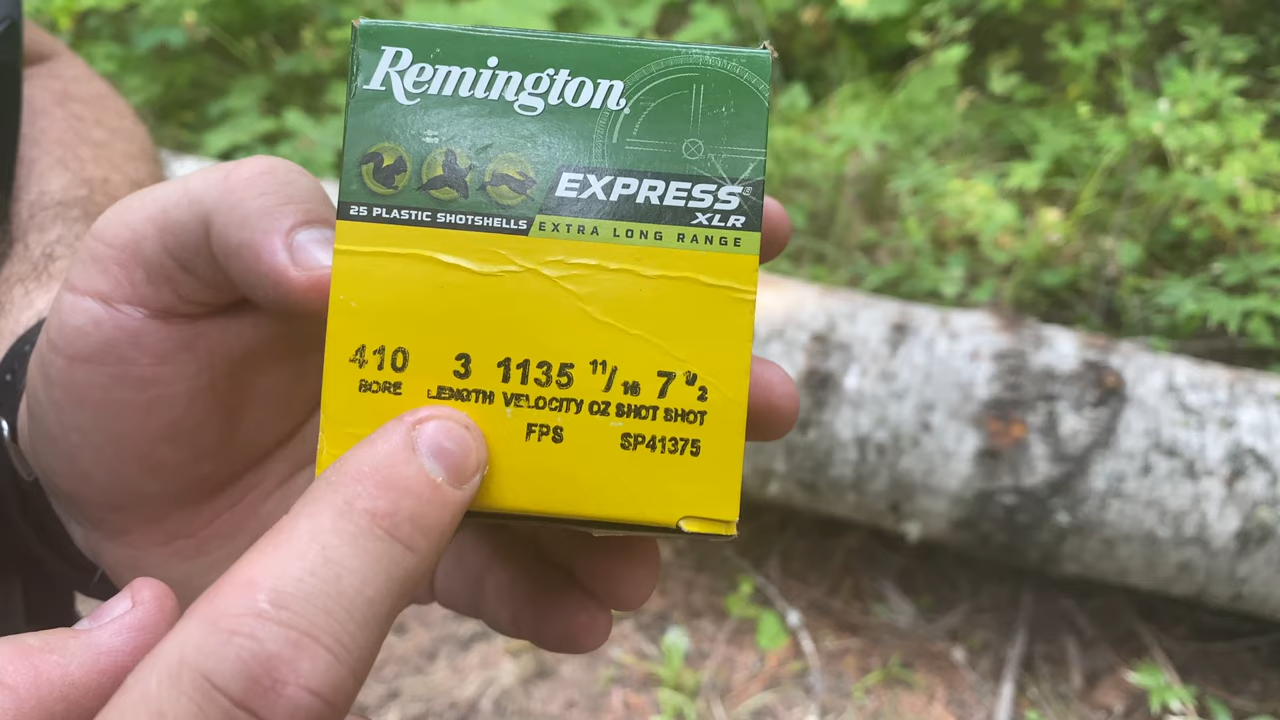 Remington
EXPRESS®
XLR
25 PLASTIC SHOTSHELLS
EXTRA LONG RANGE
410 3 1135 11/16 7 1/2
BORE LENGTH VELOCITY OZ SHOT SHOT
FPS SP41375